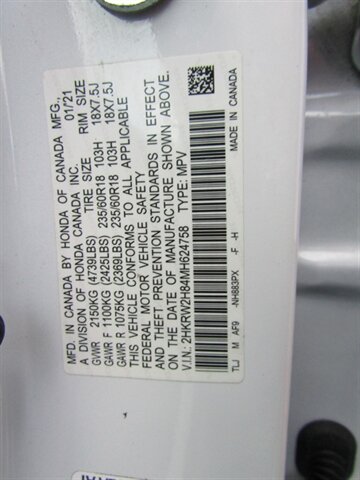 MFD. IN CANADA BY HONDA OF CANADA MFG.
A DIVISION OF HONDA CANADA INC. 01/21
TIRE SIZE RIM SIZE
GVWR 2150KG (4739LBS)
GAWR F 1100KG (2425LBS) 235/60R18 103H 18X7.5J
GAWR R 1075KG (2369LBS) 235/60R18 103H 18X7.5J
THIS VEHICLE CONFORMS TO ALL APPLICABLE
FEDERAL MOTOR VEHICLE SAFETY
AND THEFT PREVENTION STANDARDS IN EFFECT
ON THE DATE OF MANUFACTURE SHOWN ABOVE.
V.I.N.: 2HKRW2H84MH624758 TYPE: MPV
-NH883PX -F -H MADE IN CANADA
TLJ M AF9